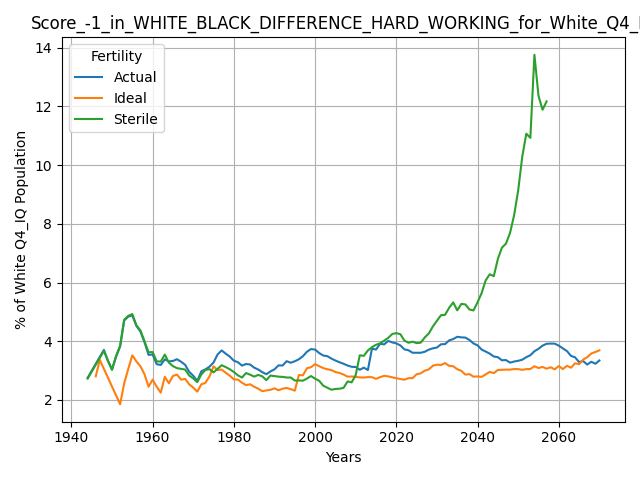 Score_-1_in_WHITE_BLACK_DIFFERENCE_HARD_WORKING_for_White_Q4_
Fertility
Actual
Ideal
Sterile
% of White Q4_IQ Population
14
12
10
8
6
4
2
1940
1960
1980
2000
2020
2040
2060
Years